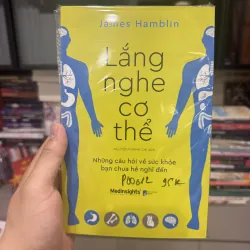 James Hamblin
Lắng
nghe
cơ
thể
Những câu hỏi về sức khỏe
bạn chưa hề nghĩ đến
MedInsights